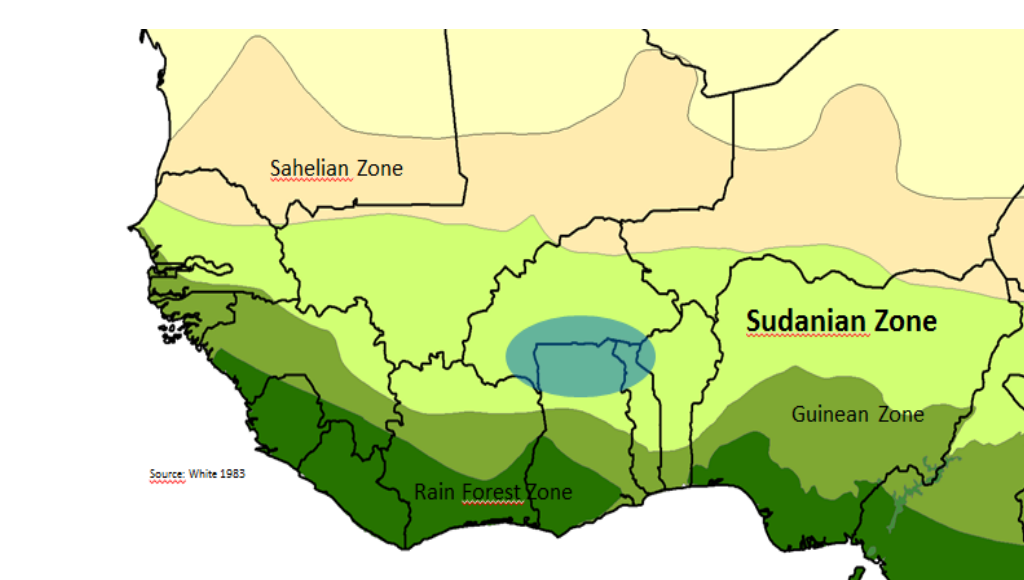 Sahelian Zone
Sudanian Zone
Guinean Zone
Source: White 1983
Rain Forest Zone